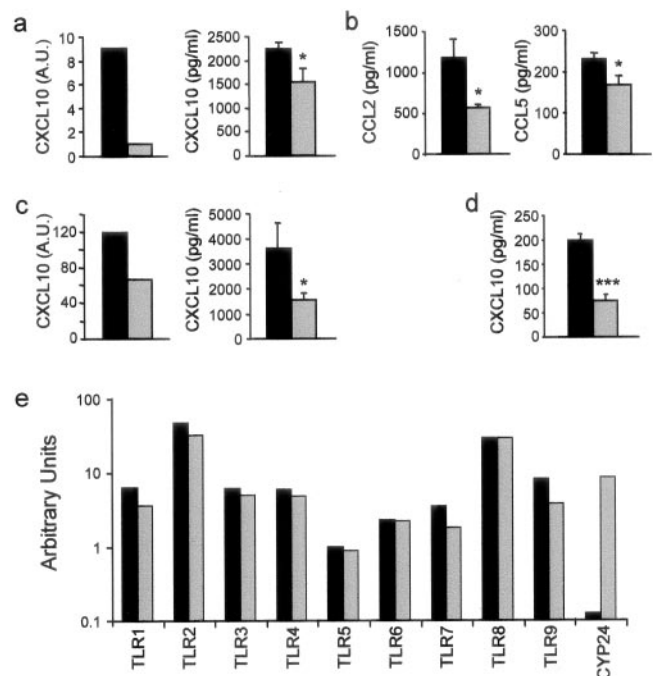 a
CXCL10 (A.U.)
10
8
6
4
2
0
CXCL10 (pg/ml)
2500
2000
1500
1000
500
0
*
b
CCL2 (pg/ml)
1500
1000
500
0
*
CCL5 (pg/ml)
300
200
100
0
*
c
CXCL10 (A.U.)
120
80
40
0
CXCL10 (pg/ml)
6000
5000
4000
3000
2000
1000
0
*
d
CXCL10 (pg/ml)
250
200
150
100
50
0
***
e
Arbitrary Units
100
10
1
0.1
TLR1
TLR2
TLR3
TLR4
TLR5
TLR6
TLR7
TLR8
TLR9
CYP24